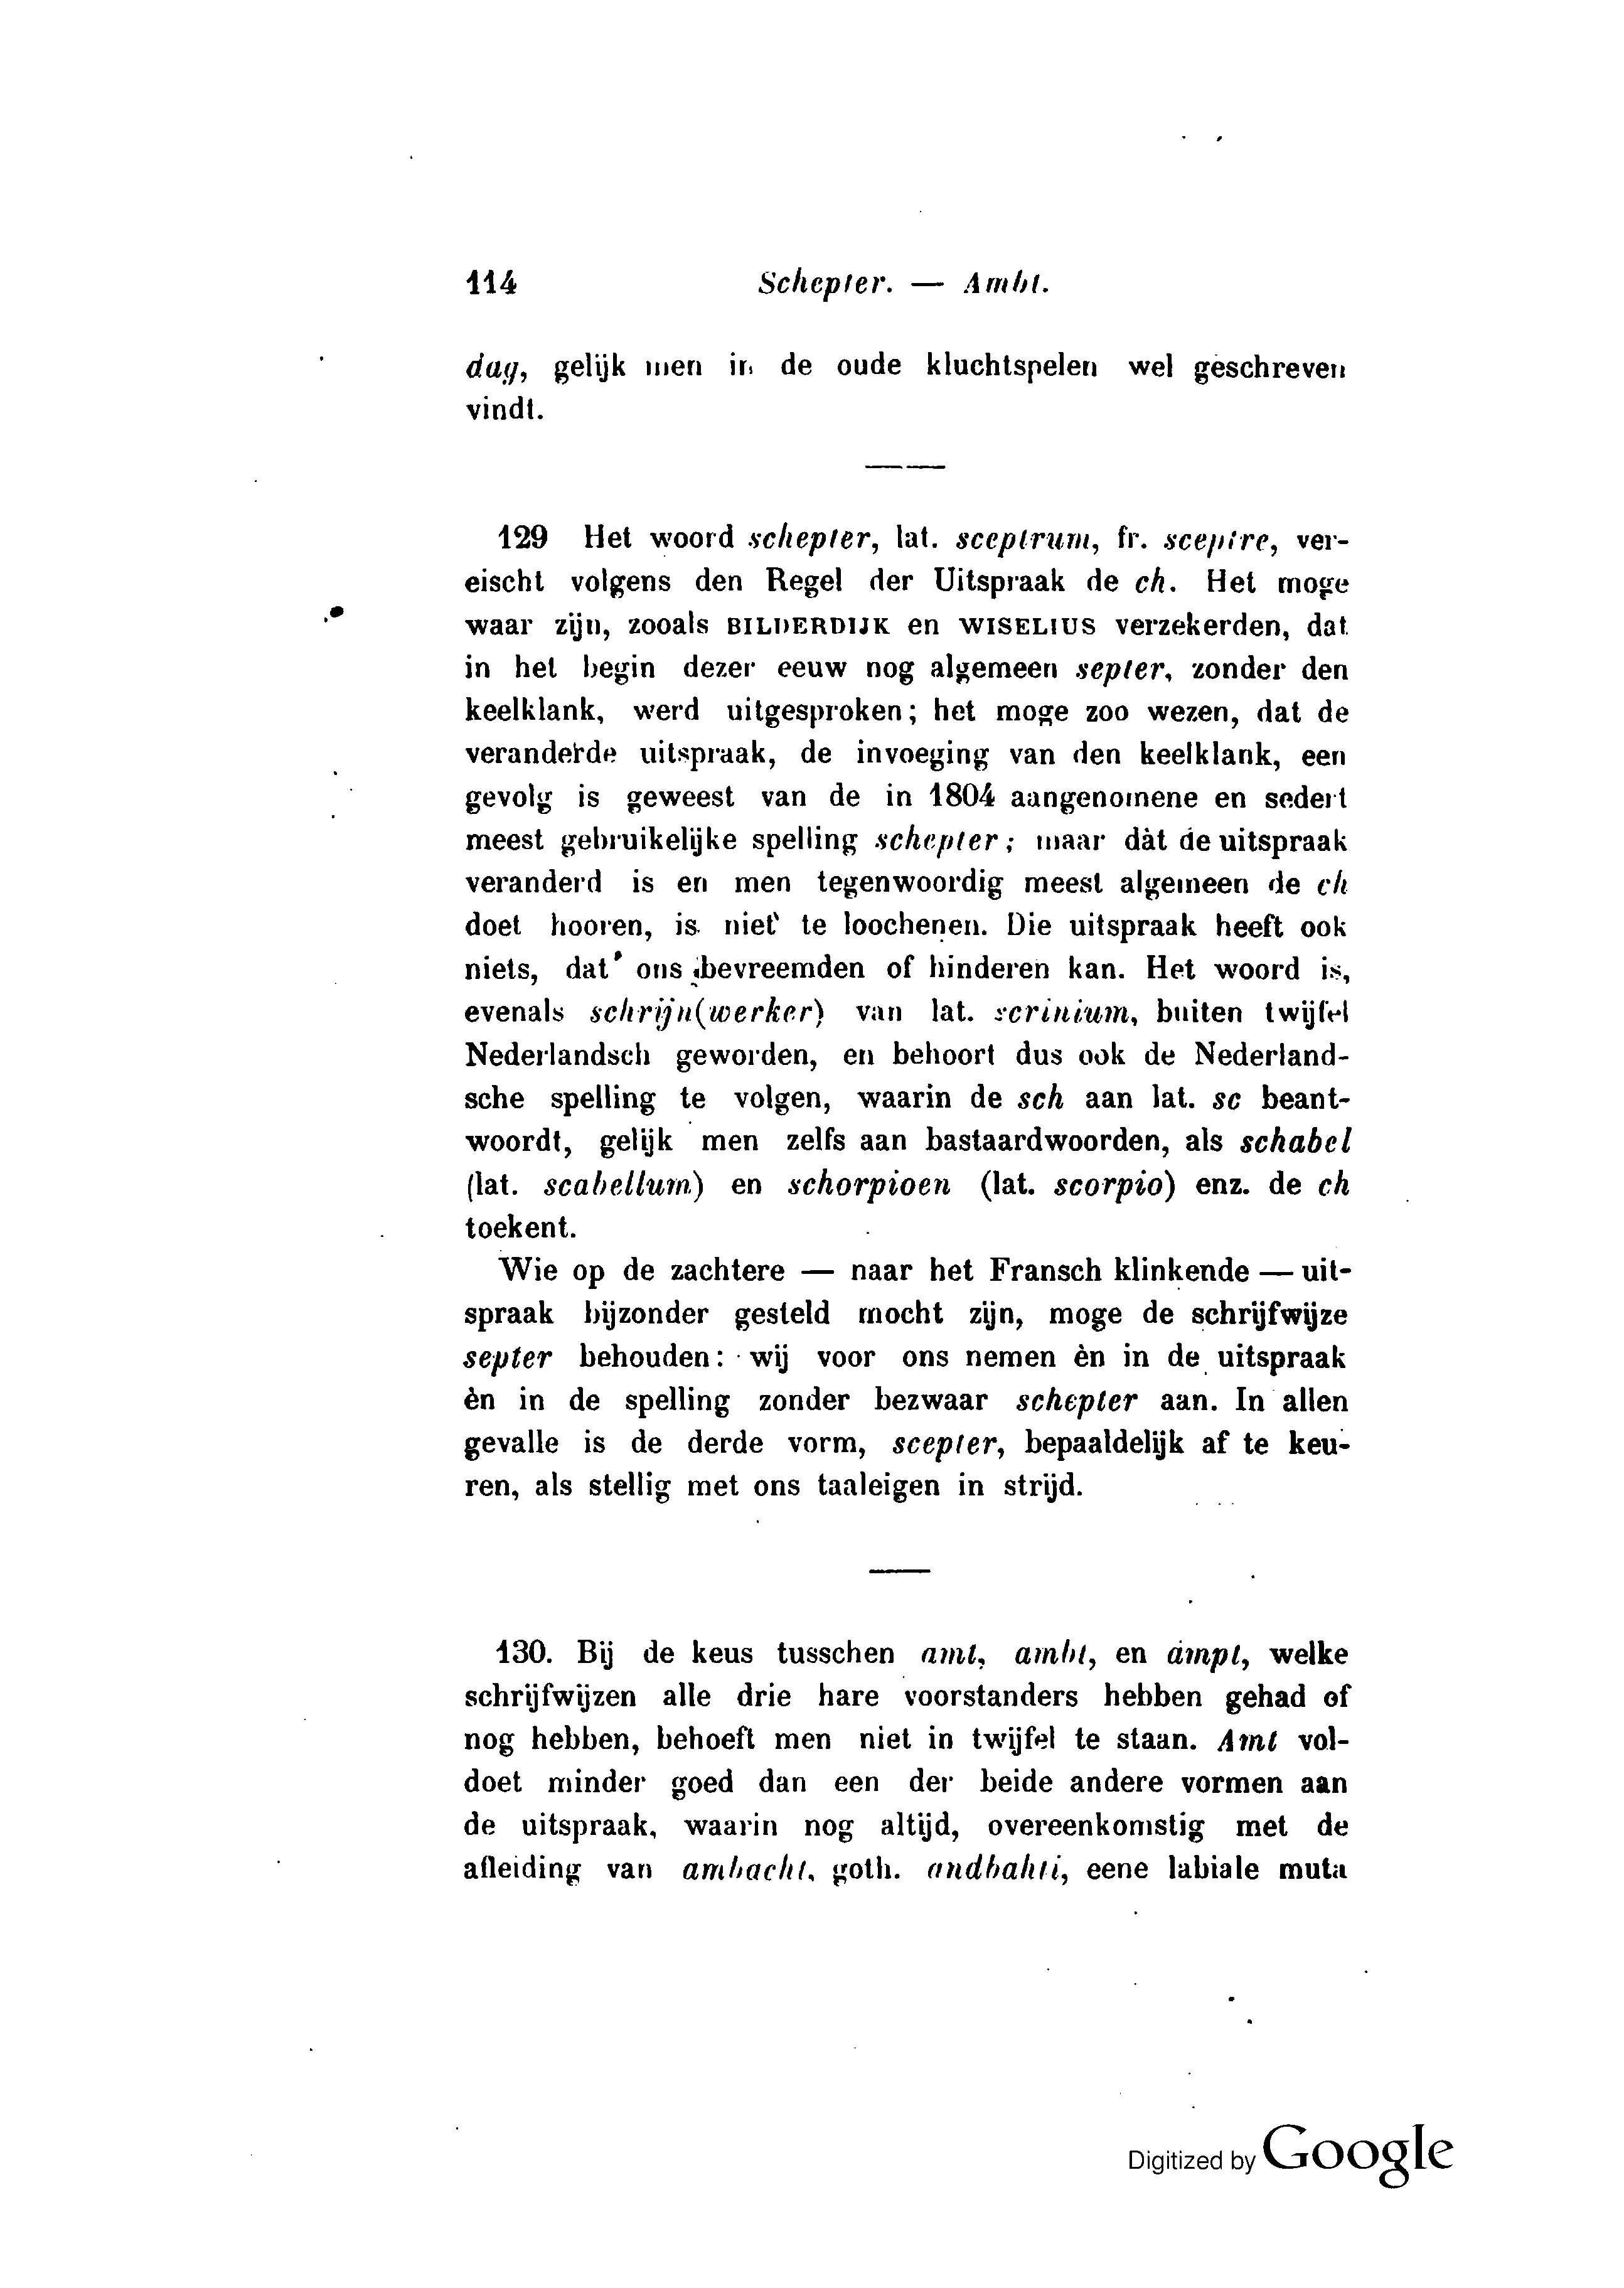 114 Schepter. — Ambt.
dag, gelijk men in de oude kluchtspelen wel geschreven
vindt.
129 Het woord schepter, lat. sceptrum, fr. sceptre, ver-
eischt volgens den Regel der Uitspraak de ch. Het moge
waar zijn, zooals BILDERDIJK en WISELIUS verzekerden, dat
in het begin dezer eeuw nog algemeen septer, zonder den
keelklank, werd uitgesproken; het moge zoo wezen, dat de
veranderde uitspraak, de invoeging van den keelklank, een
gevolg is geweest van de in 1804 aangenomene en sedert
meest gebruikelijke spelling schepter; maar dàt de uitspraak
veranderd is en men tegenwoordig meest algemeen de ch
doet hooren, is niet te loochenen. Die uitspraak heeft ook
niets, dat ons bevreemden of hinderen kan. Het woord is,
evenals schrijn(werker) van lat. scrinium, buiten twijfel
Nederlandsch geworden, en behoort dus ook de Nederland-
sche spelling te volgen, waarin de sch aan lat. sc beant-
woordt, gelijk men zelfs aan bastaardwoorden, als schabel
(lat. scabellum) en schorpioen (lat. scorpio) enz. de ch
toekent.
Wie op de zachtere — naar het Fransch klinkende — uit-
spraak bijzonder gesteld mocht zijn, moge de schrijfwijze
septer behouden: wij voor ons nemen èn in de uitspraak
èn in de spelling zonder bezwaar schepter aan. In allen
gevalle is de derde vorm, scepter, bepaaldelijk af te keu-
ren, als stellig met ons taaleigen in strijd.
130. Bij de keus tusschen amt, ambt, en ampt, welke
schrijfwijzen alle drie hare voorstanders hebben gehad of
nog hebben, behoeft men niet in twijfel te staan. Amt vol-
doet minder goed dan een der beide andere vormen aan
de uitspraak, waarin nog altijd, overeenkomstig met de
afleiding van ambacht, goth. andbahti, eene labiale muta
Digitized by Google